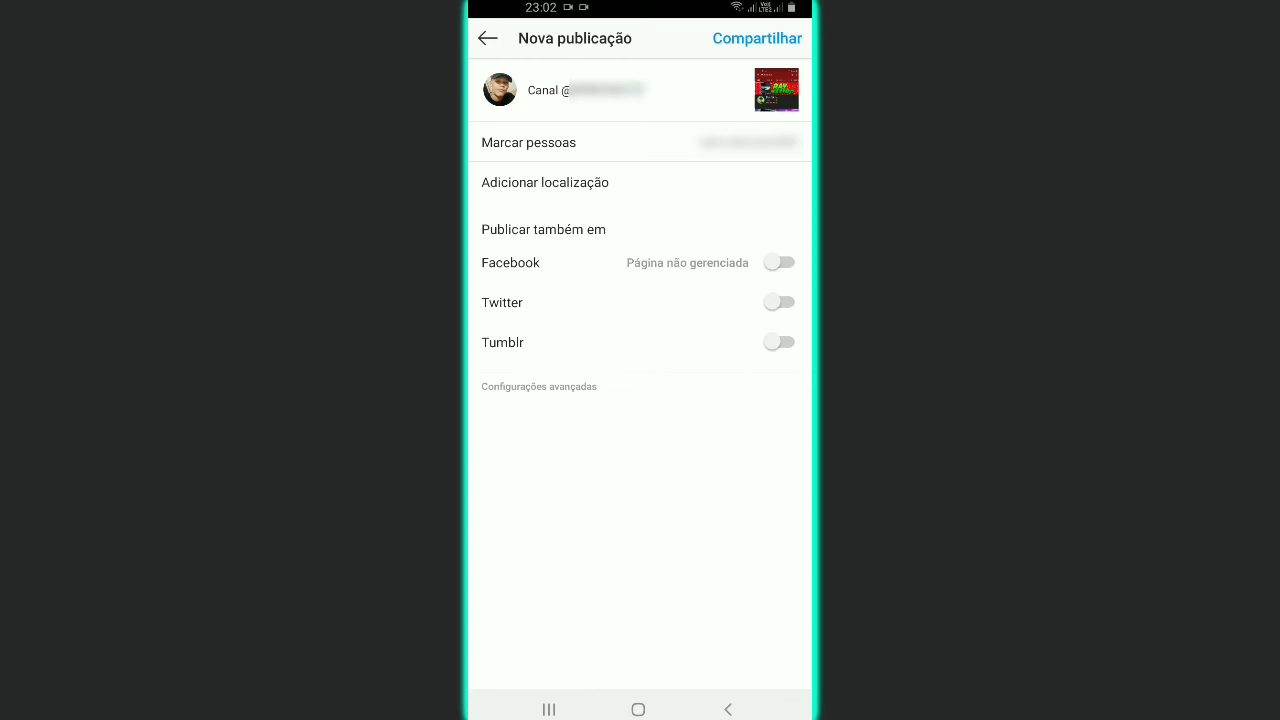 23:02
Nova publicação
Compartilhar
Canal @
Marcar pessoas
Adicionar localização
Publicar também em
Facebook
Página não gerenciada
Twitter
Tumblr
Configurações avançadas